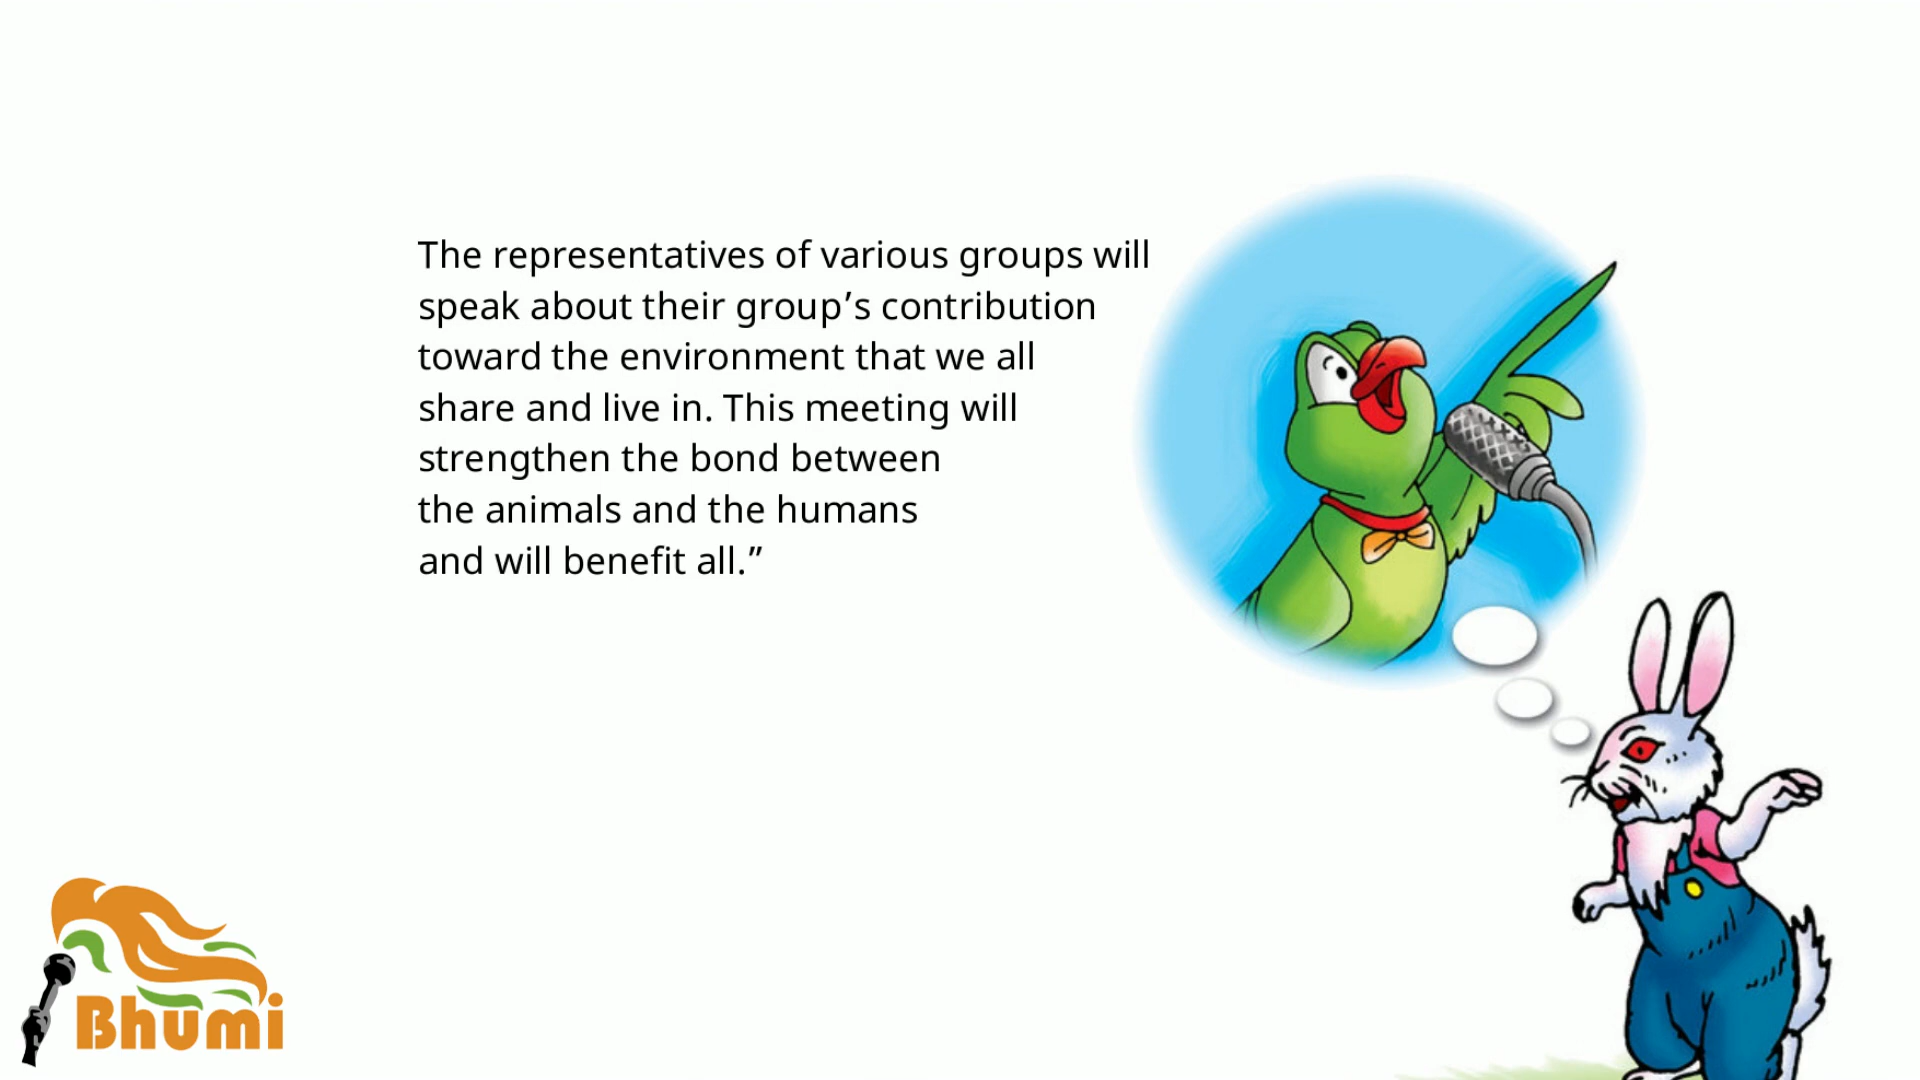 The representatives of various groups will
speak about their group’s contribution
toward the environment that we all
share and live in. This meeting will
strengthen the bond between
the animals and the humans
and will benefit all.”
Bhumi